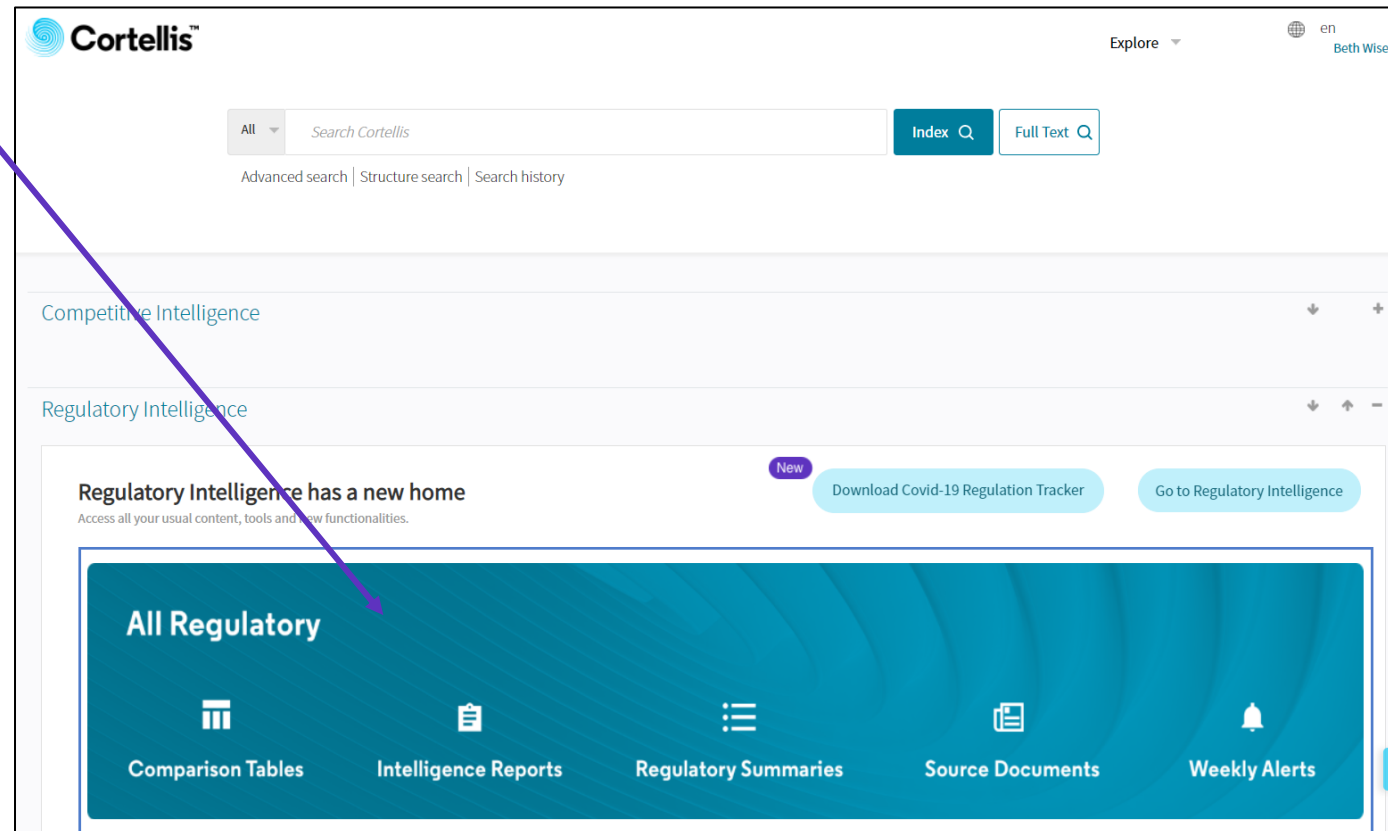 Cortellis™
Explore
en
Beth Wise
All
Search Cortellis
Index
Full Text
Advanced search | Structure search | Search history
Competitive Intelligence
Regulatory Intelligence
Regulatory Intelligence has a new home
Access all your usual content, tools and new functionalities.
New
Download Covid-19 Regulation Tracker
Go to Regulatory Intelligence
All Regulatory
Comparison Tables
Intelligence Reports
Regulatory Summaries
Source Documents
Weekly Alerts